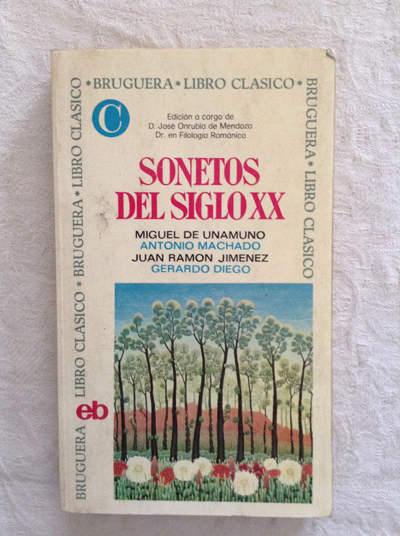 *BRUGUERA*LIBRO CLASICO*
BRUGUERA*LIBRO CLASICO
BRUGUERA*LIBRO CLASICO*BRUGUERA*LIBRO CLASICO*
C
Edición a cargo de
D. José Onrubia de Mendoza
Dr. en Filología Románica
SONETOS
DEL SIGLO XX
MIGUEL DE UNAMUNO
ANTONIO MACHADO
JUAN RAMON JIMENEZ
GERARDO DIEGO
eb